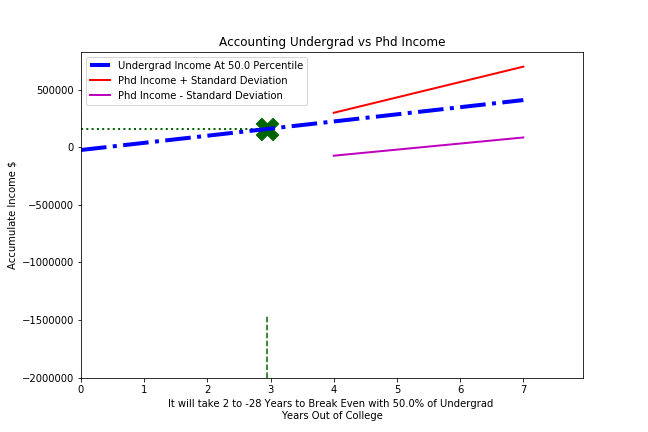 Accounting Undergrad vs Phd Income
Undergrad Income At 50.0 Percentile
Phd Income + Standard Deviation
Phd Income - Standard Deviation
Accumulate Income $
500000
0
−500000
−1000000
−1500000
−2000000
0 1 2 3 4 5 6 7
It will take 2 to -28 Years to Break Even with 50.0% of Undergrad
Years Out of College